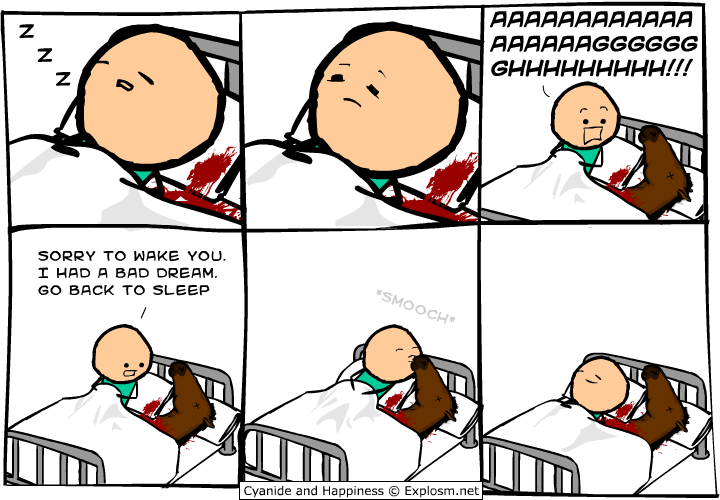 Z
Z
Z
AAAAAAAAAAAA
AAAAAAGGGGGG
GHHHHHHHHHH!!!
SORRY TO WAKE YOU.
I HAD A BAD DREAM.
GO BACK TO SLEEP
*SMOOCH*
Cyanide and Happiness © Explosm.net